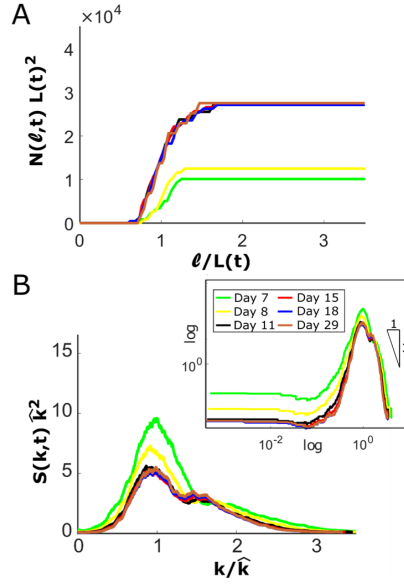 A
×10⁴
N(ℓ,t) L(t)²
4
3
2
1
0
0
1
2
3
ℓ/L(t)
B
S(k,t) k̂²
15
10
5
0
0
1
2
3
k/k̂
Day 7
Day 15
Day 8
Day 18
Day 11
Day 29
log
10⁰
10⁻²
log
10⁰
1